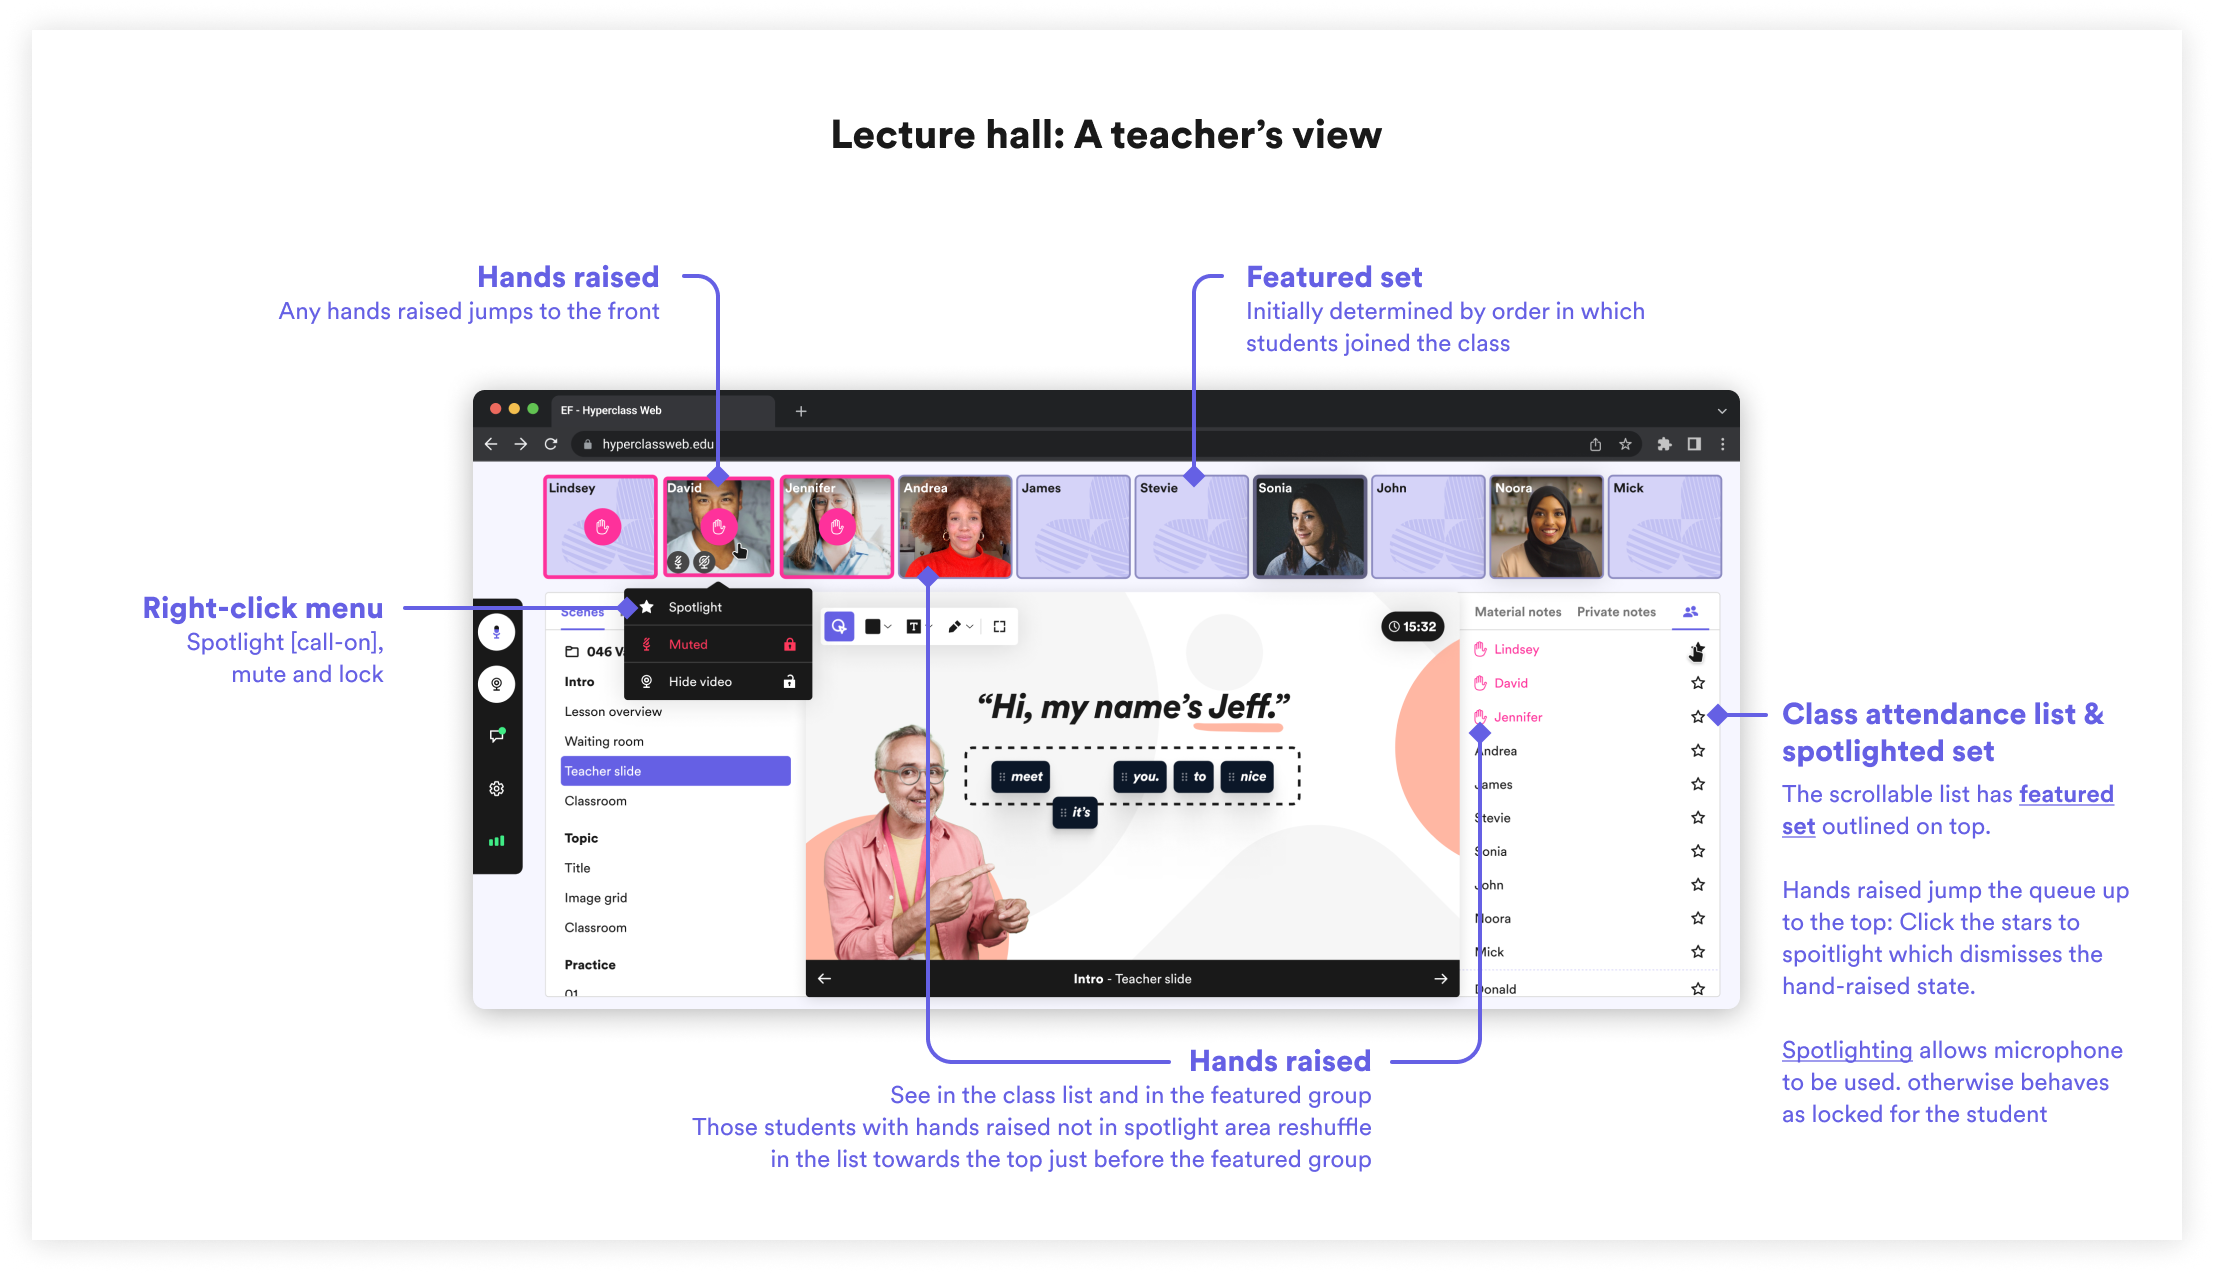 Lecture hall: A teacher’s view
Hands raised
Any hands raised jumps to the front
Featured set
Initially determined by order in which
students joined the class
EF - Hyperclass Web
hyperclassweb.edu
Lindsey
David
Jennifer
Andrea
James
Stevie
Sonia
John
Noora
Mick
Right-click menu
Spotlight [call-on],
mute and lock
Spotlight
Muted
Hide video
Scenes
046
Intro
Lesson overview
Waiting room
Teacher slide
Classroom
Topic
Title
Image grid
Classroom
Practice
01
T
15:32
“Hi, my name’s Jeff.”
meet
you.
to
nice
it’s
Intro - Teacher slide
Material notes
Private notes
Lindsey
David
Jennifer
Andrea
James
Stevie
Sonia
John
Noora
Mick
Donald
Class attendance list &
spotlighted set
The scrollable list has featured
set outlined on top.
Hands raised jump the queue up
to the top: Click the stars to
spoitlight which dismisses the
hand-raised state.
Spotlighting allows microphone
to be used. otherwise behaves
as locked for the student
Hands raised
See in the class list and in the featured group
Those students with hands raised not in spotlight area reshuffle
in the list towards the top just before the featured group